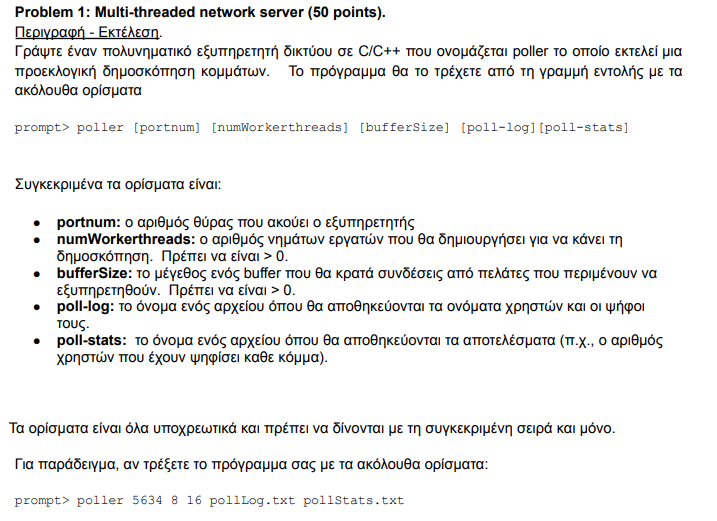 Problem 1: Multi-threaded network server (50 points).
Περιγραφή - Εκτέλεση.
Γράψτε έναν πολυνηματικό εξυπηρετητή δικτύου σε C/C++ που ονομάζεται poller το οποίο εκτελεί μια
προεκλογική δημοσκόπηση κομμάτων. Το πρόγραμμα θα το τρέχετε από τη γραμμή εντολής με τα
ακόλουθα ορίσματα
prompt> poller [portnum] [numWorkerthreads] [bufferSize] [poll-log][poll-stats]
Συγκεκριμένα τα ορίσματα είναι:
• portnum: ο αριθμός θύρας που ακούει ο εξυπηρετητής
• numWorkerthreads: ο αριθμός νημάτων εργατών που θα δημιουργήσει για να κάνει τη
δημοσκόπηση. Πρέπει να είναι > 0.
• bufferSize: το μέγεθος ενός buffer που θα κρατά συνδέσεις από πελάτες που περιμένουν να
εξυπηρετηθούν. Πρέπει να είναι > 0.
• poll-log: το όνομα ενός αρχείου όπου θα αποθηκεύονται τα ονόματα χρηστών και οι ψήφοι
τους.
• poll-stats: το όνομα ενός αρχείου όπου θα αποθηκεύονται τα αποτελέσματα (π.χ., ο αριθμός
χρηστών που έχουν ψηφίσει καθε κόμμα).
Τα ορίσματα είναι όλα υποχρεωτικά και πρέπει να δίνονται με τη συγκεκριμένη σειρά και μόνο.
Για παράδειγμα, αν τρέξετε το πρόγραμμα σας με τα ακόλουθα ορίσματα:
prompt> poller 5634 8 16 pollLog.txt pollStats.txt